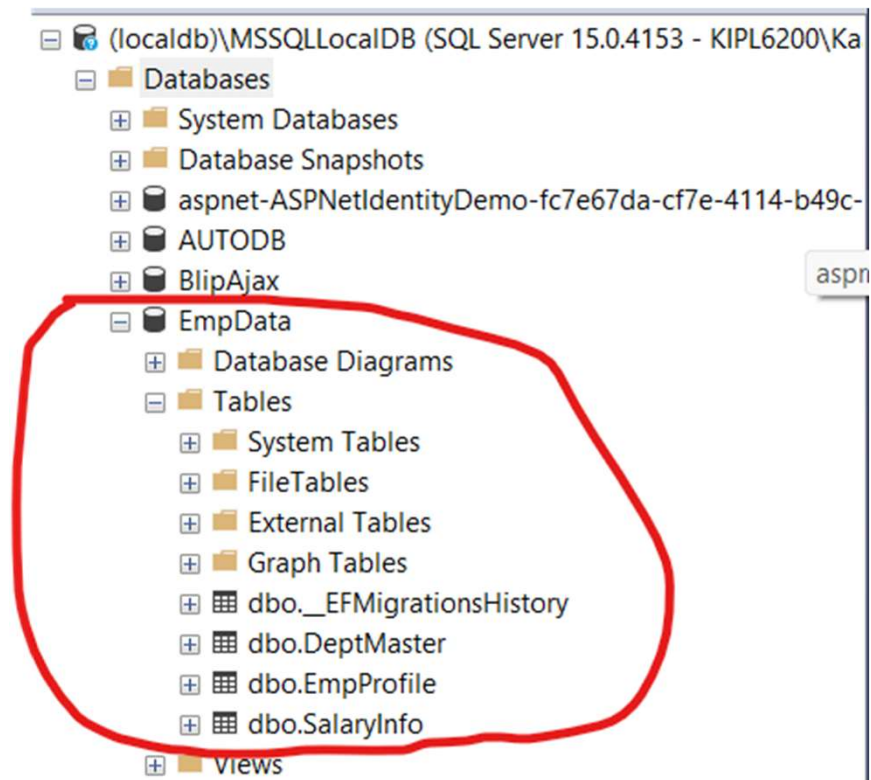 (localdb)\MSSQLLocalDB (SQL Server 15.0.4153 - KIPL6200\Ka
Databases
System Databases
Database Snapshots
aspnet-ASPNetIdentityDemo-fc7e67da-cf7e-4114-b49c-
AUTODB
BlipAjax
aspn
EmpData
Database Diagrams
Tables
System Tables
FileTables
External Tables
Graph Tables
dbo.__EFMigrationsHistory
dbo.DeptMaster
dbo.EmpProfile
dbo.SalaryInfo
Views